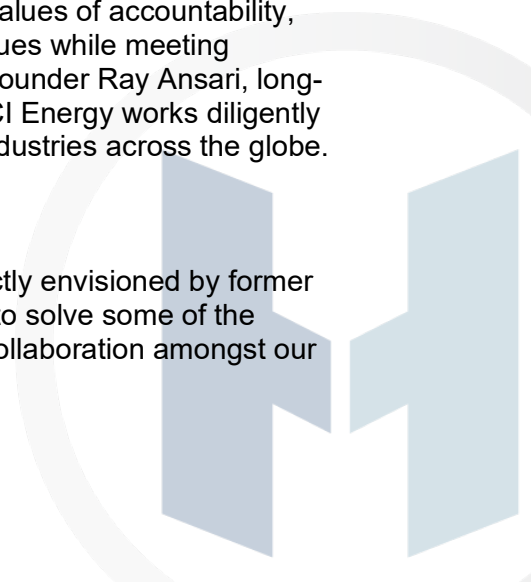 alues of accountability,
ues while meeting
ounder Ray Ansari, long-
CI Energy works diligently
dustries across the globe.
ctly envisioned by former
to solve some of the
ollaboration amongst our